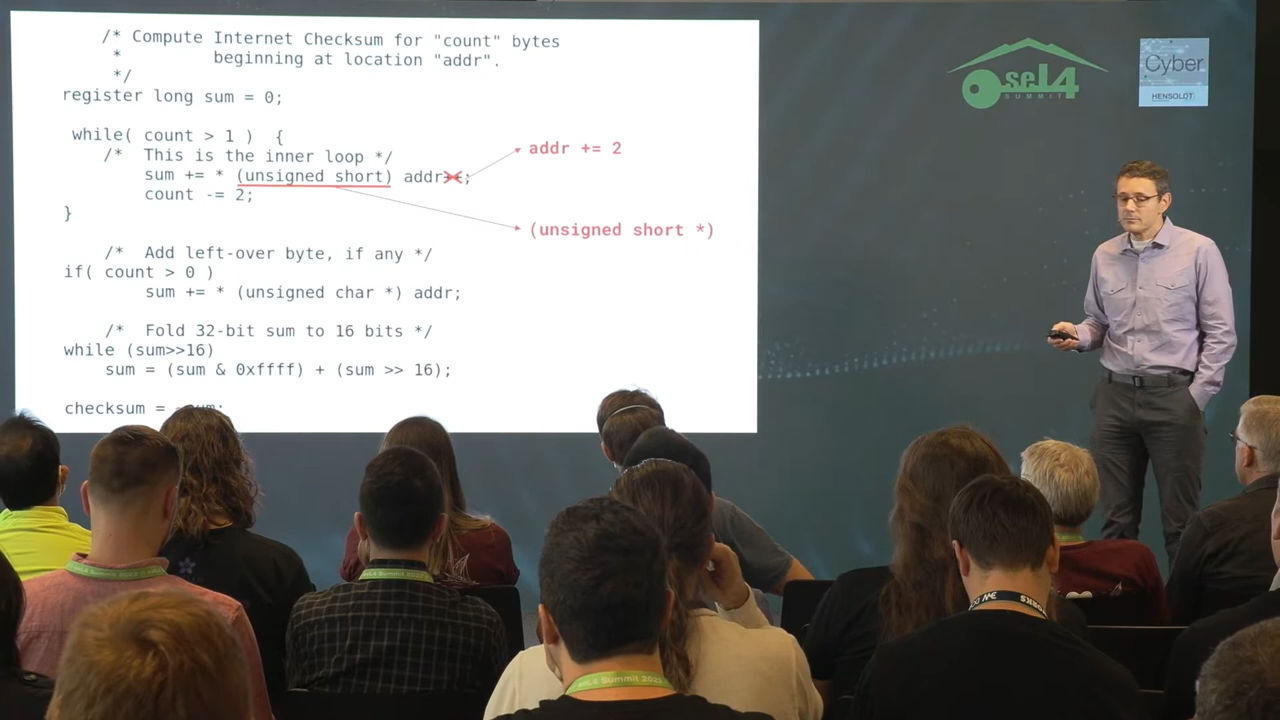 /* Compute Internet Checksum for "count" bytes
*         beginning at location "addr".
*/
register long sum = 0;
while( count > 1 )  {
/*  This is the inner loop */
sum += * (unsigned short) addr++;
count -= 2;
}
addr += 2
(unsigned short *)
/*  Add left-over byte, if any */
if( count > 0 )
sum += * (unsigned char *) addr;
/*  Fold 32-bit sum to 16 bits */
while (sum>>16)
sum = (sum & 0xffff) + (sum >> 16);
checksum =
seL4
SUMMIT
Cyber
HENSOLDT
seL4 Summit 2022